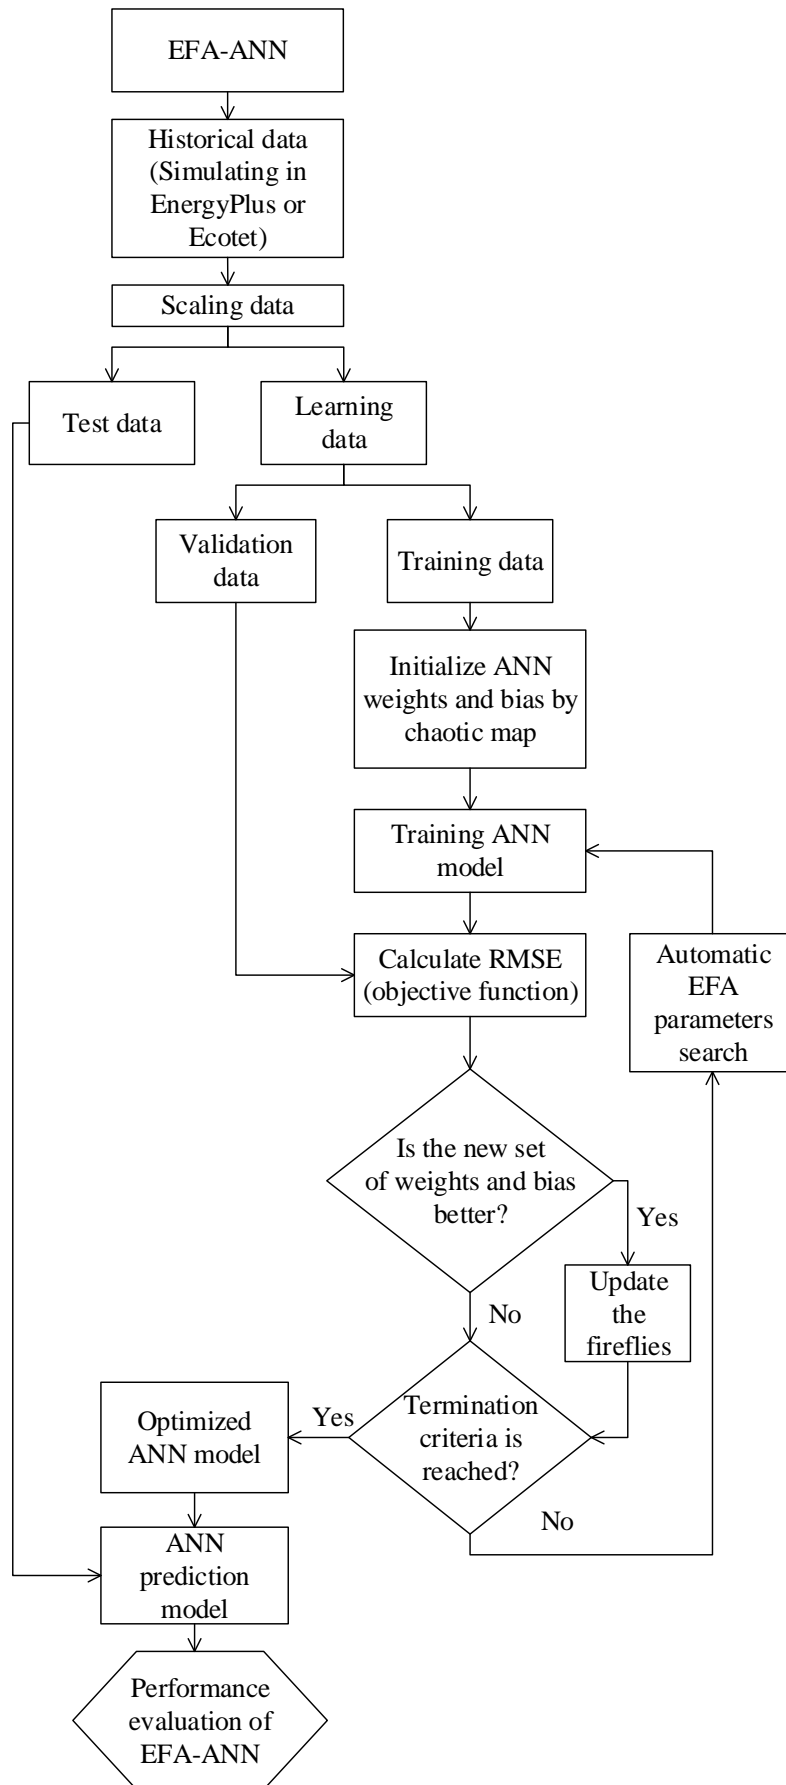 EFA-ANN
Historical data
(Simulating in
EnergyPlus or
Ecotet)
Scaling data
Test data
Learning
data
Validation
data
Training data
Initialize ANN
weights and bias by
chaotic map
Training ANN
model
Calculate RMSE
(objective function)
Automatic
EFA
parameters
search
Is the new set
of weights and bias
better?
Yes
Update
the
fireflies
No
Termination
criteria is
reached?
Yes
No
Optimized
ANN model
ANN
prediction
model
Performance
evaluation of
EFA-ANN